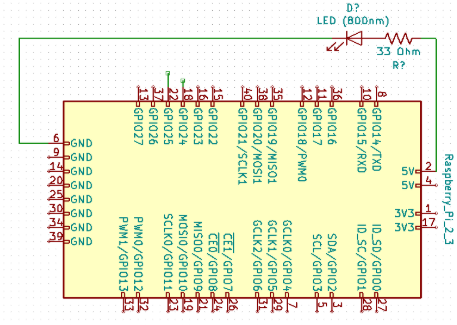 D?
LED (800nm)
33 Ohm
R?
13 37 22 18 16 15 40 38 35 12 11 36 10 8
GPIO27 GPIO26 GPIO25 GPIO24 GPIO23 GPIO22 GPIO21/SCLK1 GPIO20/MOSI1 GPIO19/MISO1 GPIO18/PWM0 GPIO17 GPIO16 GPIO15/RXD GPIO14/TXD
6 GND
9 GND
14 GND
20 GND
25 GND
30 GND
34 GND
39 GND
5V 2
5V 4
3V3 1
3V3 17
Raspberry_Pi_2_3
PWM1/GPIO13 PWM0/GPIO12 SCLK0/GPIO11 MOSI0/GPIO10 MISO0/GPIO9 CE0/GPIO8 CE1/GPIO7 GCLK2/GPIO6 GCLK1/GPIO5 GCLK0/GPIO4 SCL/GPIO3 SDA/GPIO2 ID_SC/GPIO1 ID_SD/GPIO0
33 32 23 19 21 24 26 31 29 7 5 3 28 27